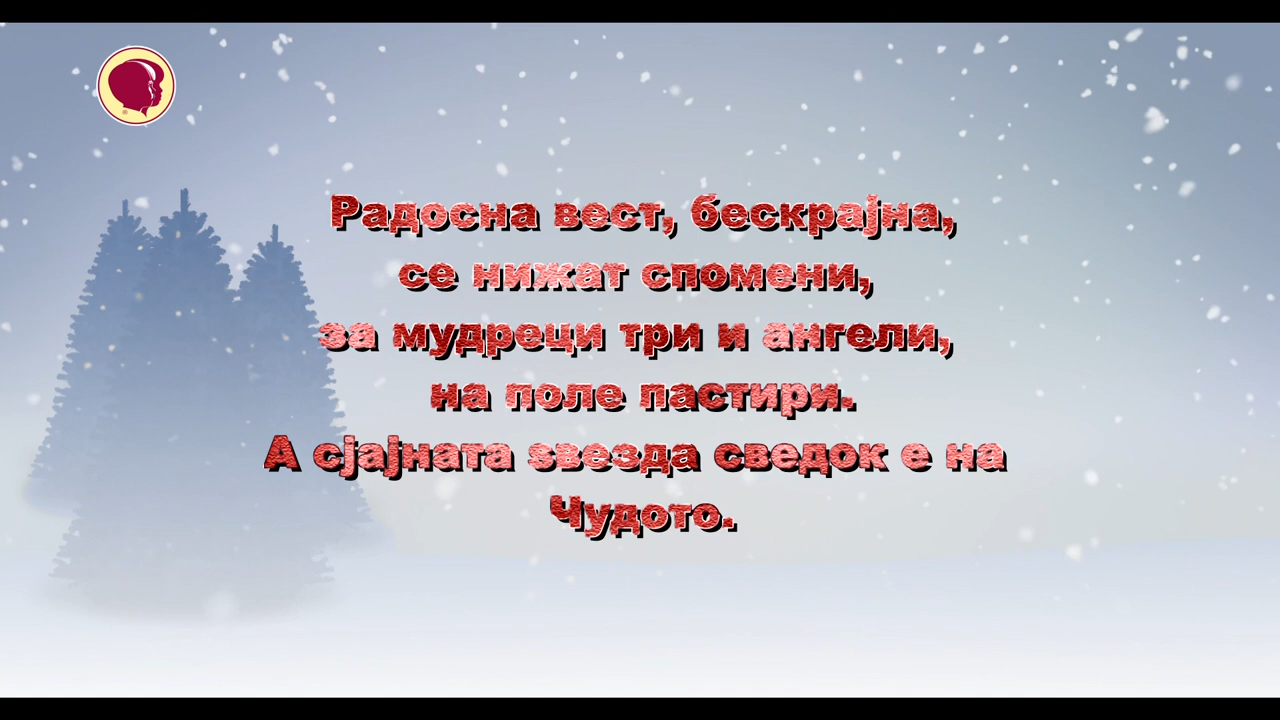 Радосна вест, бескрајна,
се нижат спомени,
за мудреци три и ангели,
на поле пастири.
А сјајната ѕвезда сведок е на
Чудото.